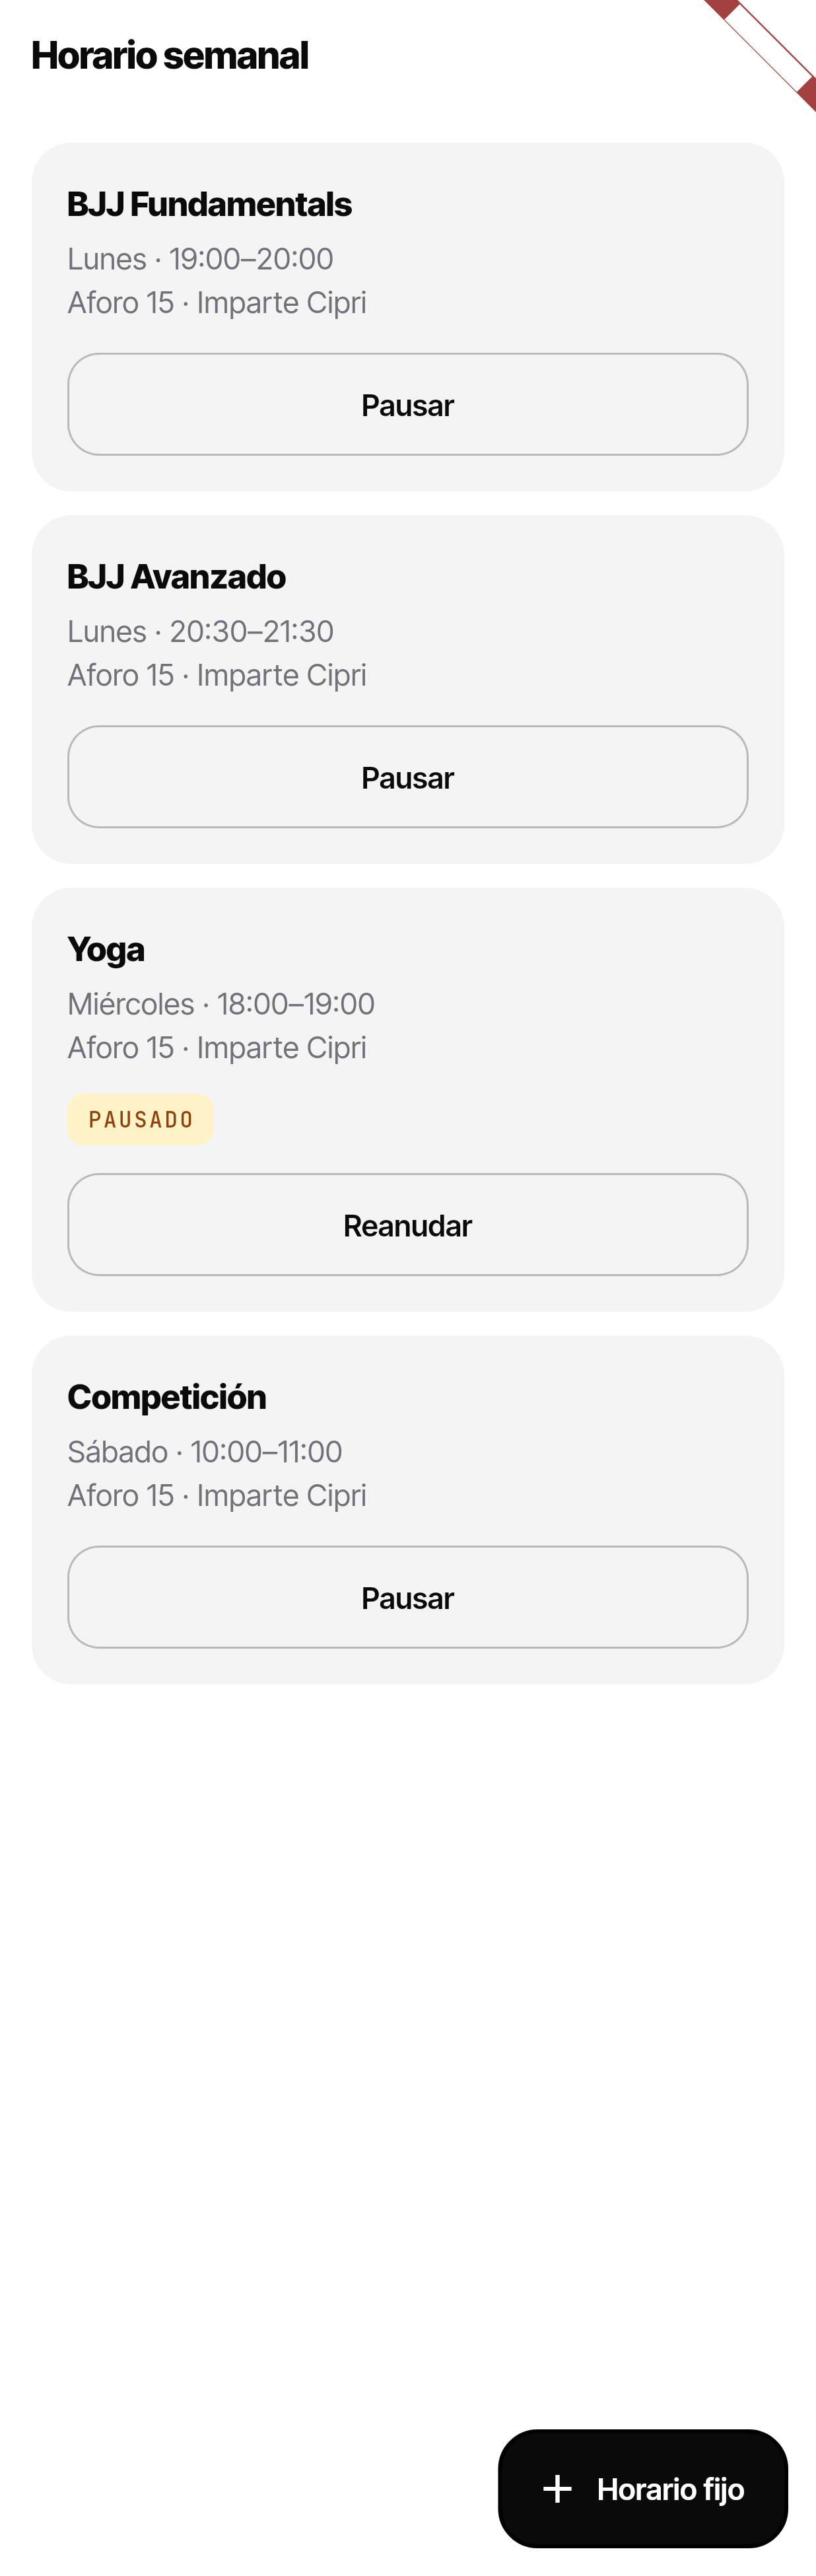 Horario semanal
BJJ Fundamentals
Lunes · 19:00–20:00
Aforo 15 · Imparte Cipri
Pausar
BJJ Avanzado
Lunes · 20:30–21:30
Aforo 15 · Imparte Cipri
Pausar
Yoga
Miércoles · 18:00–19:00
Aforo 15 · Imparte Cipri
PAUSADO
Reanudar
Competición
Sábado · 10:00–11:00
Aforo 15 · Imparte Cipri
Pausar
+ Horario fijo